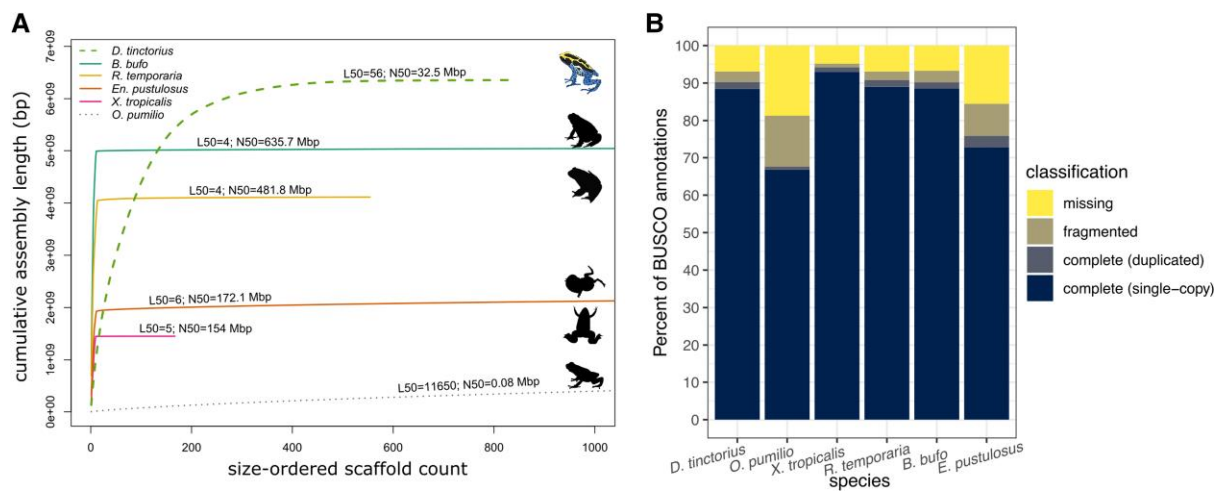 A
cumulative assembly length (bp)
7e+09
6e+09
5e+09
4e+09
3e+09
2e+09
1e+09
0e+00
D. tinctorius
B. bufo
R. temporaria
En. pustulosus
X. tropicalis
O. pumilio
L50=56; N50=32.5 Mbp
L50=4; N50=635.7 Mbp
L50=4; N50=481.8 Mbp
L50=6; N50=172.1 Mbp
L50=5; N50=154 Mbp
L50=11650; N50=0.08 Mbp
0
200
400
600
800
1000
size-ordered scaffold count
B
Percent of BUSCO annotations
100
90
80
70
60
50
40
30
20
10
0
D. tinctorius
O. pumilio
X. tropicalis
R. temporaria
B. bufo
E. pustulosus
species
classification
missing
fragmented
complete (duplicated)
complete (single−copy)